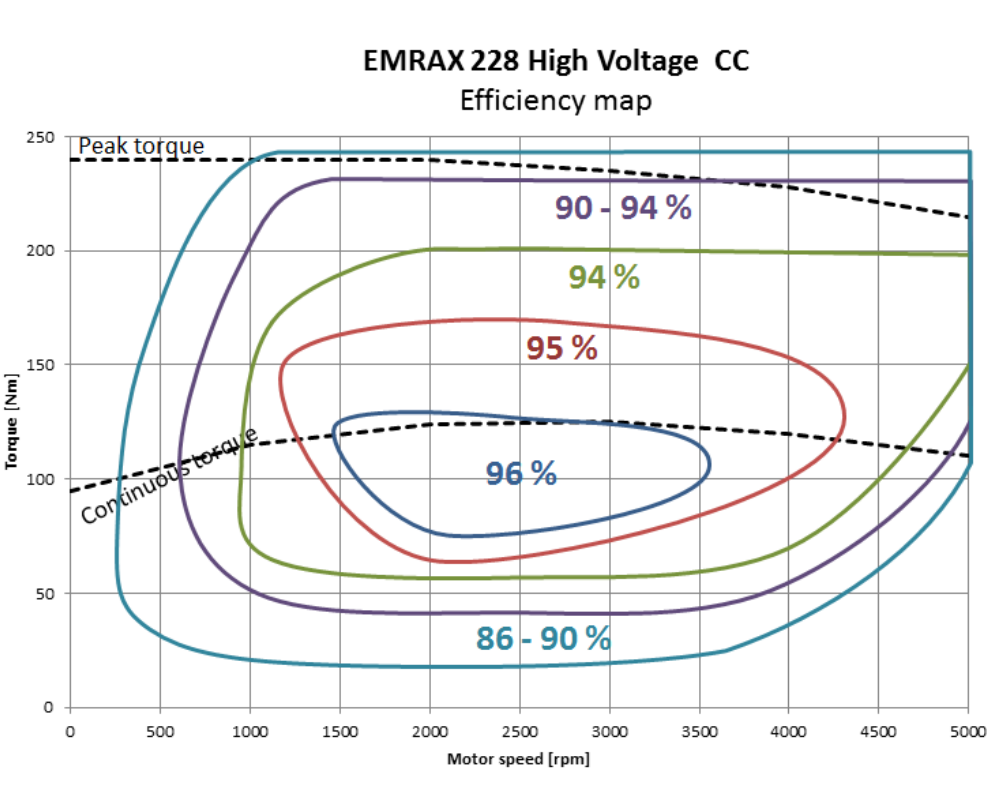 EMRAX 228 High Voltage  CC
Efficiency map
250
Peak torque
90 - 94 %
200
94 %
150
95 %
Torque [Nm]
Continuous torque
96 %
100
50
86 - 90 %
0
0 500 1000 1500 2000 2500 3000 3500 4000 4500 5000
Motor speed [rpm]